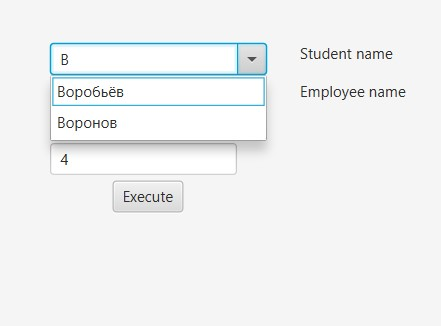 В
Student name
Воробьёв
Employee name
Воронов
4
Execute